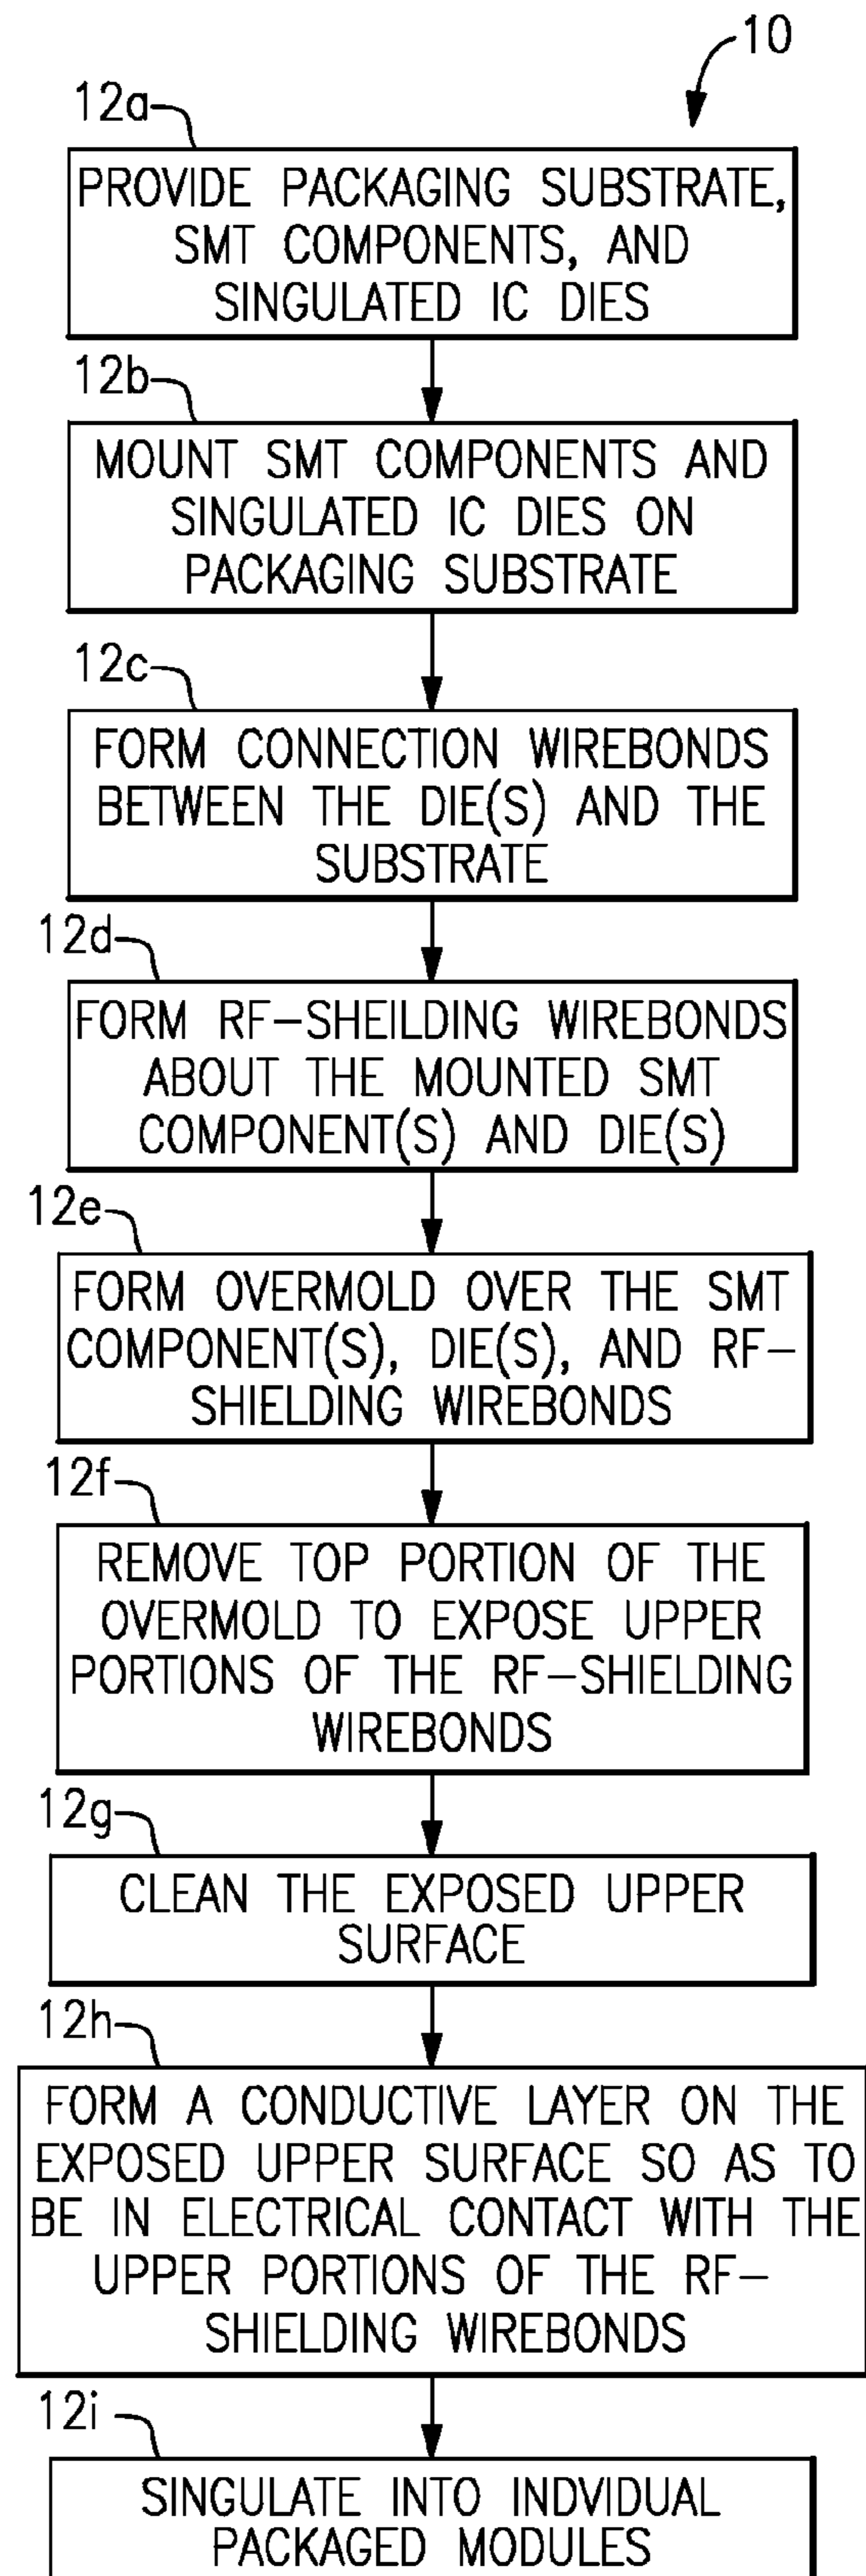 10
12a
PROVIDE PACKAGING SUBSTRATE,
SMT COMPONENTS, AND
SINGULATED IC DIES
12b
MOUNT SMT COMPONENTS AND
SINGULATED IC DIES ON
PACKAGING SUBSTRATE
12c
FORM CONNECTION WIREBONDS
BETWEEN THE DIE(S) AND THE
SUBSTRATE
12d
FORM RF-SHEILDING WIREBONDS
ABOUT THE MOUNTED SMT
COMPONENT(S) AND DIE(S)
12e
FORM OVERMOLD OVER THE SMT
COMPONENT(S), DIE(S), AND RF-
SHIELDING WIREBONDS
12f
REMOVE TOP PORTION OF THE
OVERMOLD TO EXPOSE UPPER
PORTIONS OF THE RF-SHIELDING
WIREBONDS
12g
CLEAN THE EXPOSED UPPER
SURFACE
12h
FORM A CONDUCTIVE LAYER ON THE
EXPOSED UPPER SURFACE SO AS TO
BE IN ELECTRICAL CONTACT WITH THE
UPPER PORTIONS OF THE RF-
SHIELDING WIREBONDS
12i
SINGULATE INTO INDVIDUAL
PACKAGED MODULES